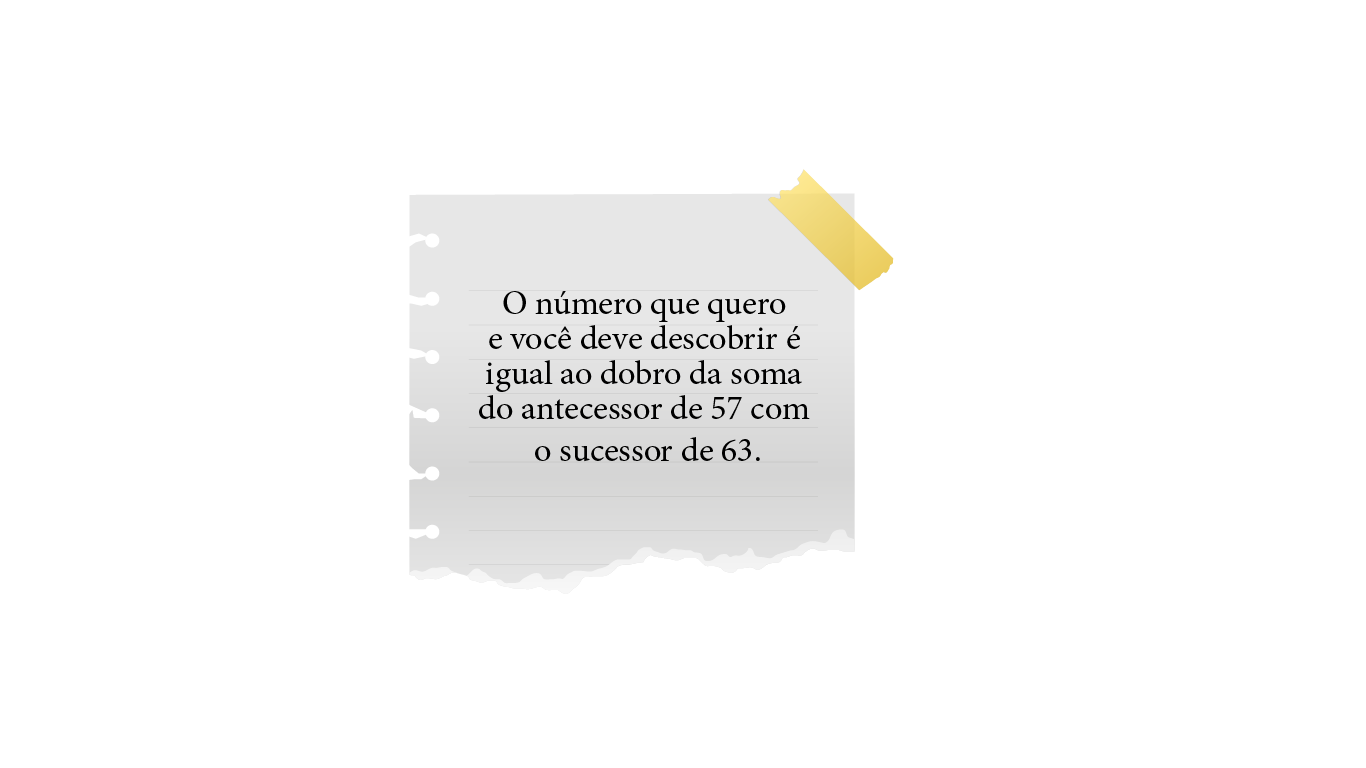 O número que quero
e você deve descobrir é
igual ao dobro da soma
do antecessor de 57 com
o sucessor de 63.